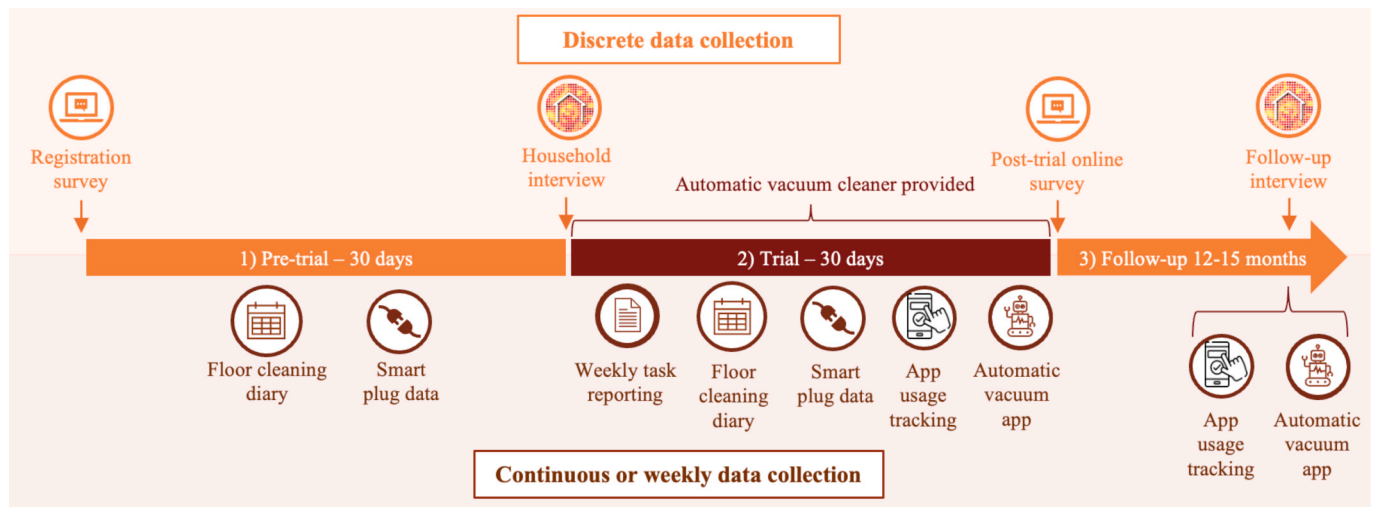 Discrete data collection
Registration
survey
Household
interview
Automatic vacuum cleaner provided
Post-trial online
survey
Follow-up
interview
1) Pre-trial – 30 days
2) Trial – 30 days
3) Follow-up 12-15 months
Floor cleaning
diary
Smart
plug data
Weekly task
reporting
Floor
cleaning
diary
Smart
plug data
App
usage
tracking
Automatic
vacuum
app
App
usage
tracking
Automatic
vacuum
app
Continuous or weekly data collection